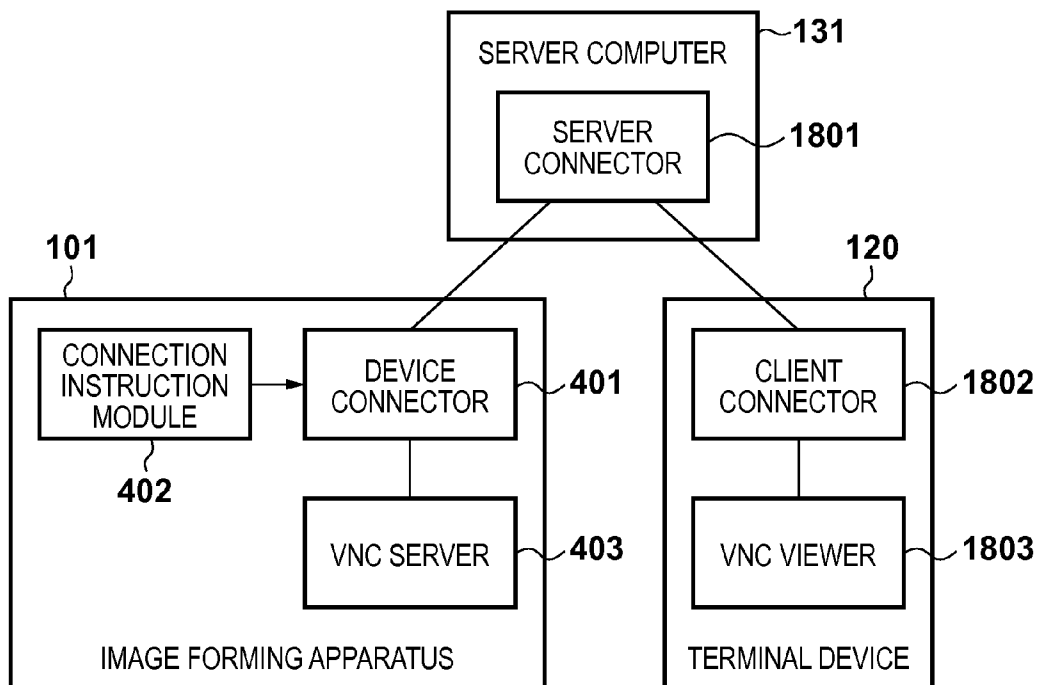 131
SERVER COMPUTER
SERVER
CONNECTOR
1801
101
120
CONNECTION
INSTRUCTION
MODULE
402
DEVICE
CONNECTOR
401
CLIENT
CONNECTOR
1802
VNC SERVER
403
VNC VIEWER
1803
IMAGE FORMING APPARATUS
TERMINAL DEVICE